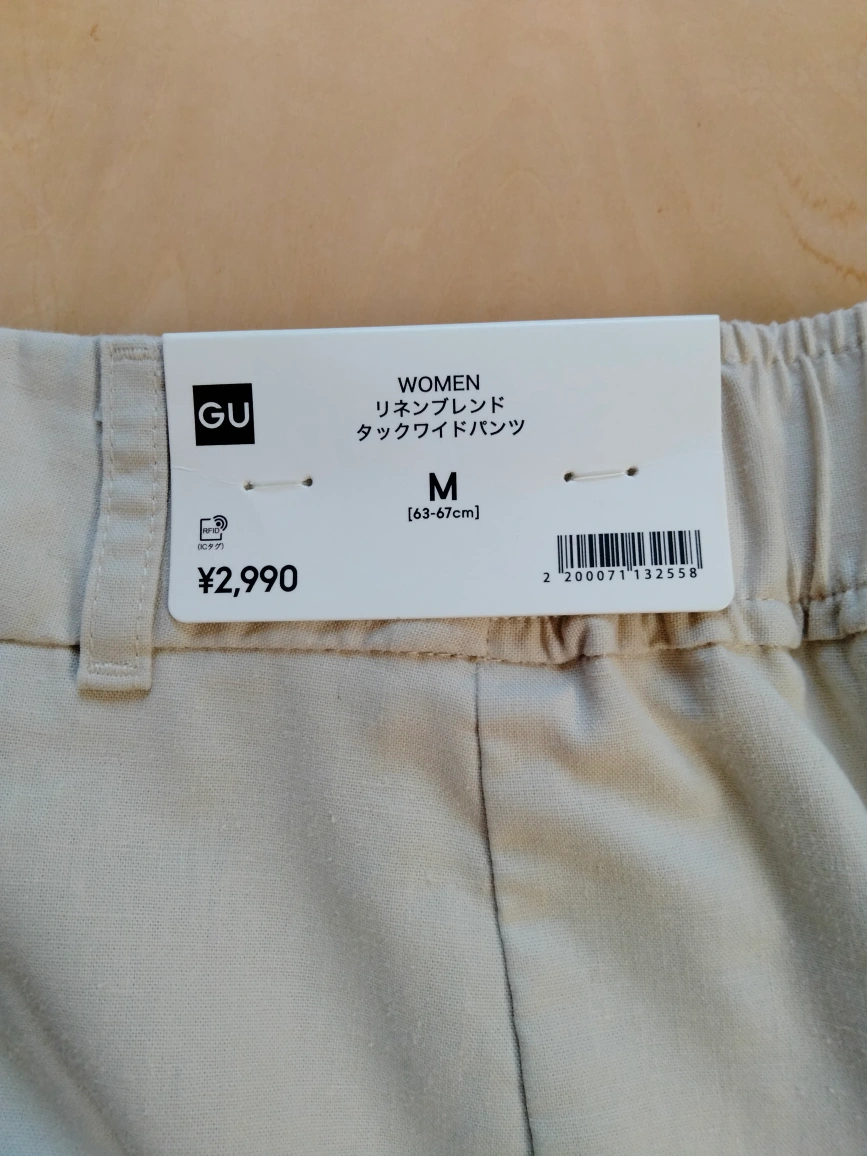 GU
WOMEN
リネンブレンド
タックワイドパンツ
M
[63-67cm]
RFID
(ICタグ)
¥2,990
2 200071 132558